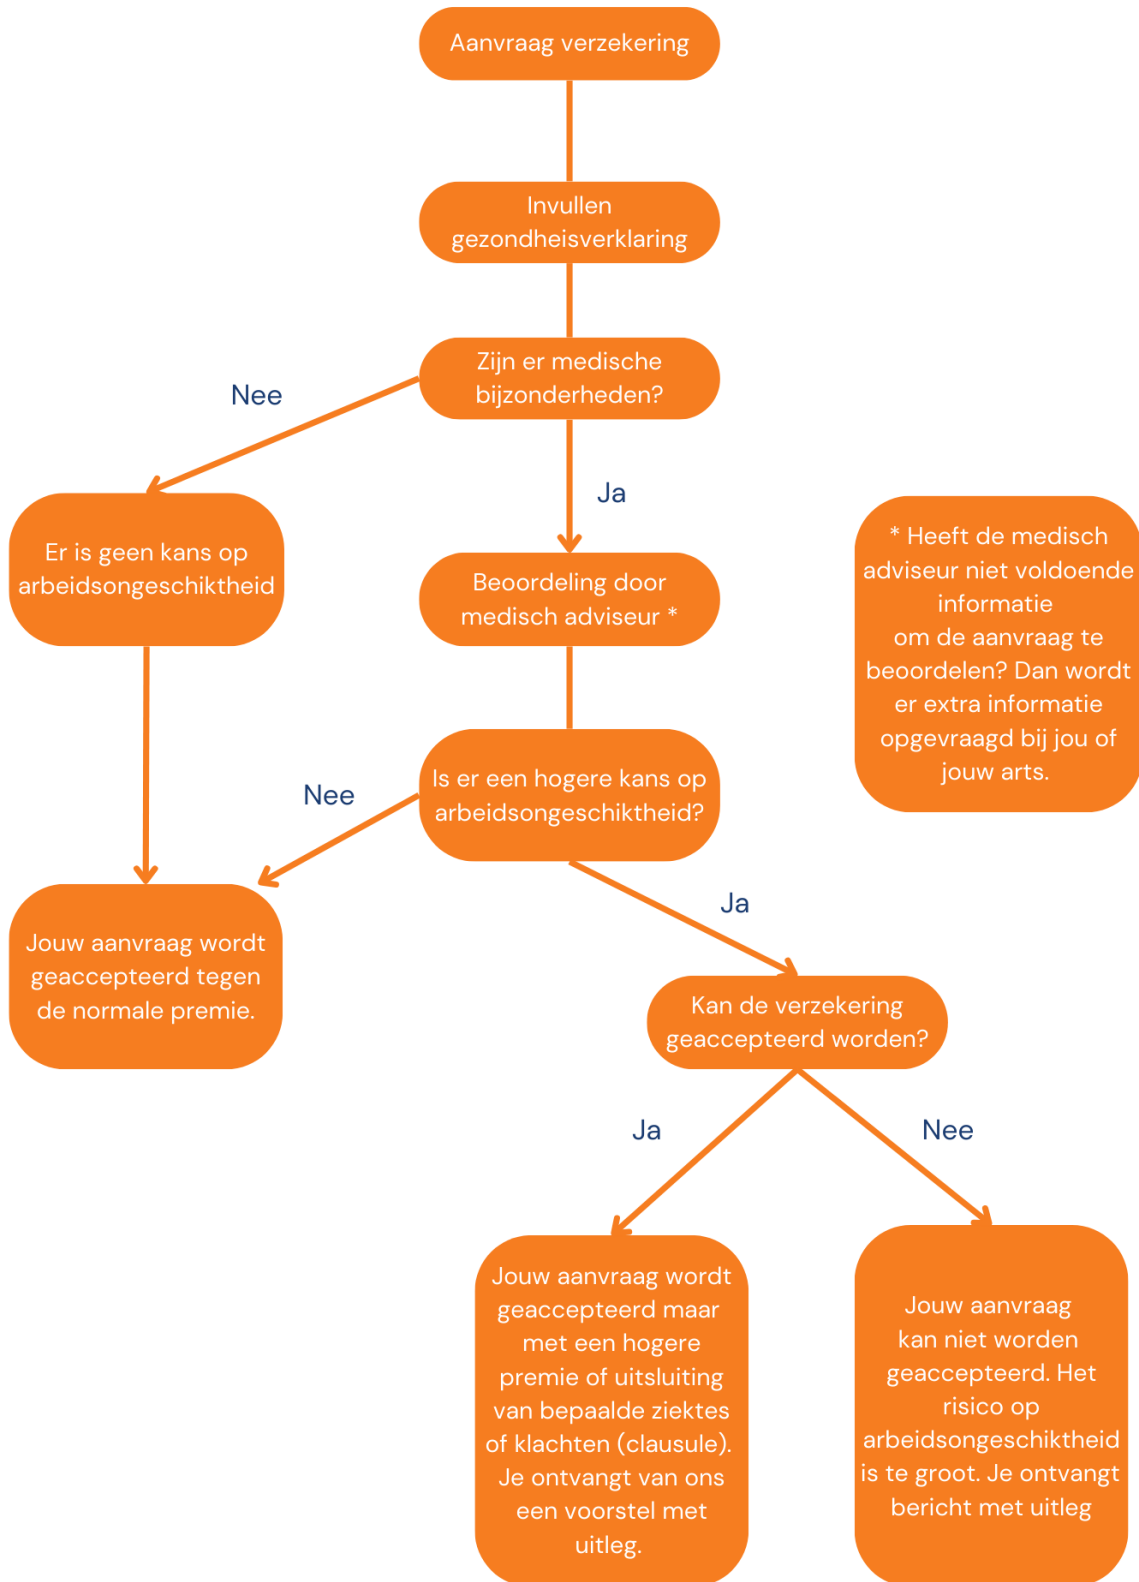 Aanvraag verzekering
Invullen
gezondheisverklaring
Zijn er medische
bijzonderheden?
Nee
Ja
Er is geen kans op
arbeidsongeschiktheid
Beoordeling door
medisch adviseur *
* Heeft de medisch
adviseur niet voldoende
informatie
om de aanvraag te
beoordelen? Dan wordt
er extra informatie
opgevraagd bij jou of
jouw arts.
Is er een hogere kans op
arbeidsongeschiktheid?
Nee
Ja
Jouw aanvraag wordt
geaccepteerd tegen
de normale premie.
Kan de verzekering
geaccepteerd worden?
Ja
Nee
Jouw aanvraag wordt
geaccepteerd maar
met een hogere
premie of uitsluiting
van bepaalde ziektes
of klachten (clausule).
Je ontvangt van ons
een voorstel met
uitleg.
Jouw aanvraag
kan niet worden
geaccepteerd. Het
risico op
arbeidsongeschiktheid
is te groot. Je ontvangt
bericht met uitleg